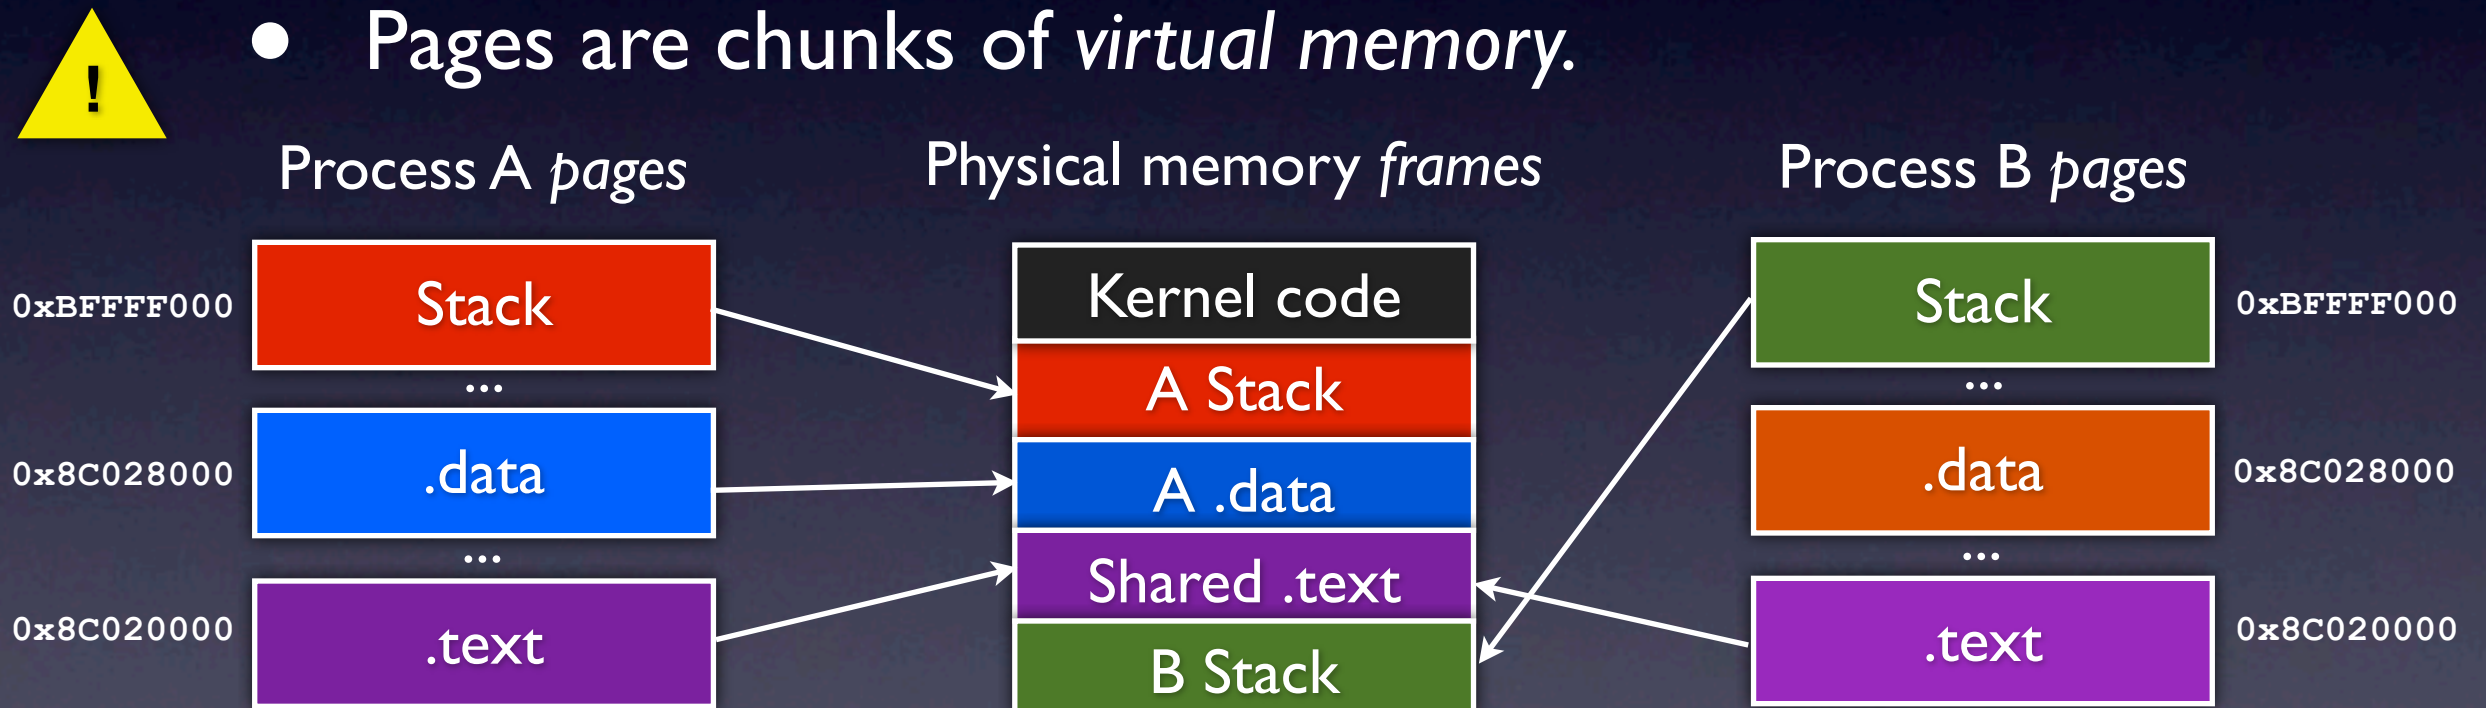 !
• Pages are chunks of virtual memory.
Process A pages
Physical memory frames
Process B pages
0xBFFFF000
Stack
...
0x8C028000
.data
...
0x8C020000
.text
Kernel code
A Stack
A .data
Shared .text
B Stack
Stack
0xBFFFF000
...
.data
0x8C028000
...
.text
0x8C020000